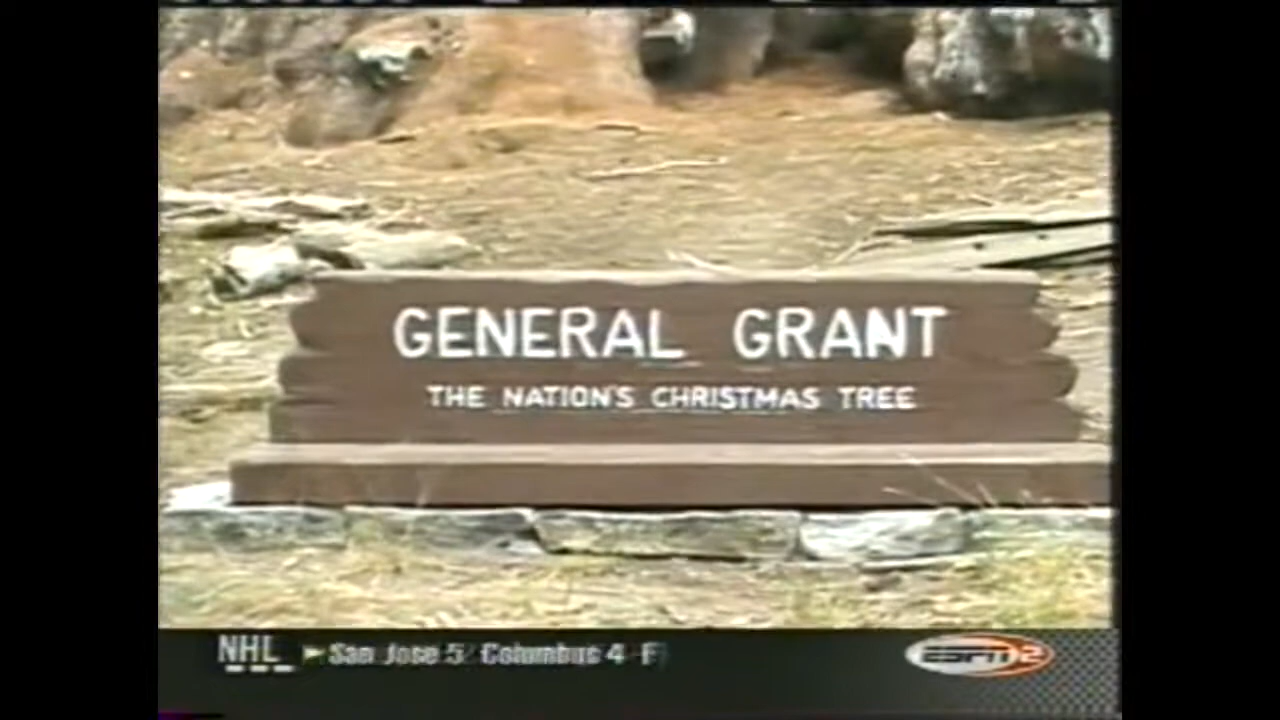 GENERAL GRANT
THE NATION'S CHRISTMAS TREE
NHL San Jose 5 Columbus 4 F
ESPN2